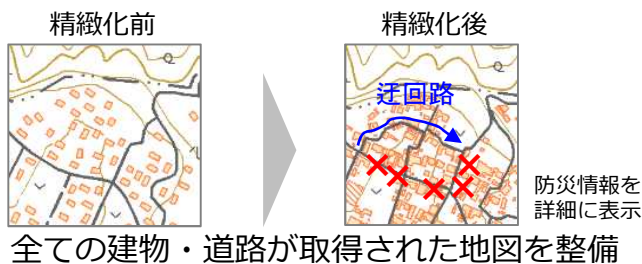 精緻化前
精緻化後
迂回路
防災情報を
詳細に表示
全ての建物・道路が取得された地図を整備